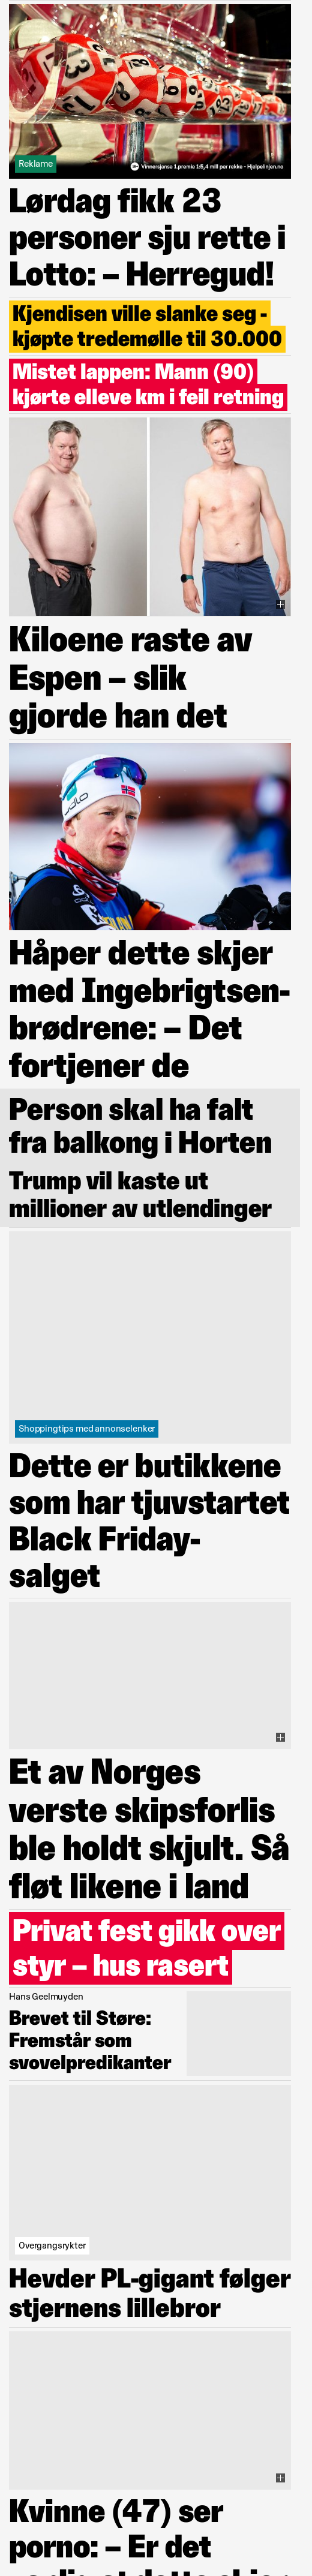 Reklame
Vinnersjanse 1.premie 1:5,4 mill per rekke - Hjelpelinjen.no
Lørdag fikk 23
personer sju rette i
Lotto: – Herregud!
Kjendisen ville slanke seg -
kjøpte tredemølle til 30.000
Mistet lappen: Mann (90)
kjørte elleve km i feil retning
Kiloene raste av
Espen – slik
gjorde han det
Håper dette skjer
med Ingebrigtsen-
brødrene: – Det
fortjener de
Person skal ha falt
fra balkong i Horten
Trump vil kaste ut
millioner av utlendinger
Shoppingtips med annonselenker
Dette er butikkene
som har tjuvstartet
Black Friday-
salget
Et av Norges
verste skipsforlis
ble holdt skjult. Så
fløt likene i land
Privat fest gikk over
styr – hus rasert
Hans Geelmuyden
Brevet til Støre:
Fremstår som
svovelpredikanter
Overgangsrykter
Hevder PL-gigant følger
stjernens lillebror
Kvinne (47) ser
porno: – Er det